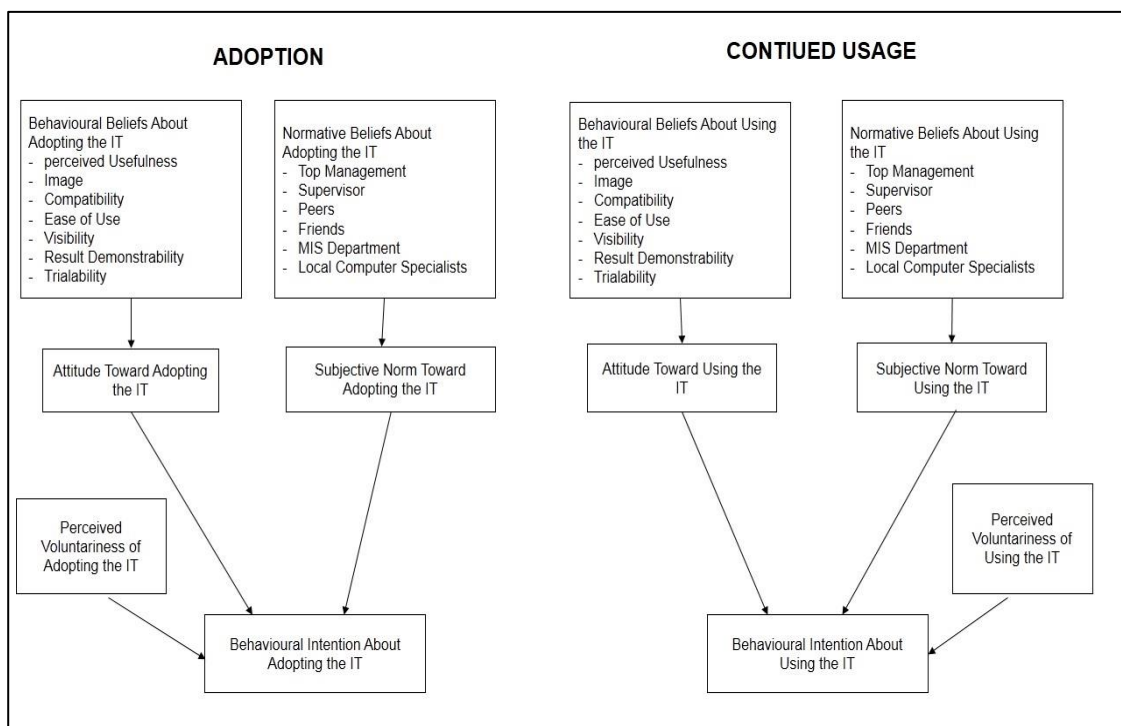 ADOPTION
Behavioural Beliefs About
Adopting the IT
- perceived Usefulness
- Image
- Compatibility
- Ease of Use
- Visibility
- Result Demonstrability
- Trialability
Normative Beliefs About
Adopting the IT
- Top Management
- Supervisor
- Peers
- Friends
- MIS Department
- Local Computer Specialists
Attitude Toward Adopting
the IT
Subjective Norm Toward
Adopting the IT
Perceived
Voluntariness of
Adopting the IT
Behavioural Intention About
Adopting the IT
CONTIUED USAGE
Behavioural Beliefs About Using
the IT
- perceived Usefulness
- Image
- Compatibility
- Ease of Use
- Visibility
- Result Demonstrability
- Trialability
Normative Beliefs About Using
the IT
- Top Management
- Supervisor
- Peers
- Friends
- MIS Department
- Local Computer Specialists
Attitude Toward Using the
IT
Subjective Norm Toward
Using the IT
Perceived
Voluntariness of
Using the IT
Behavioural Intention About
Using the IT